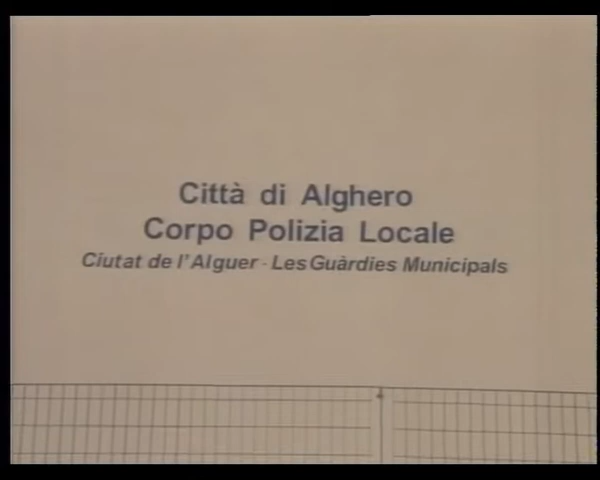 Città di Alghero
Corpo Polizia Locale
Ciutat de l'Alguer - Les Guàrdies Municipals